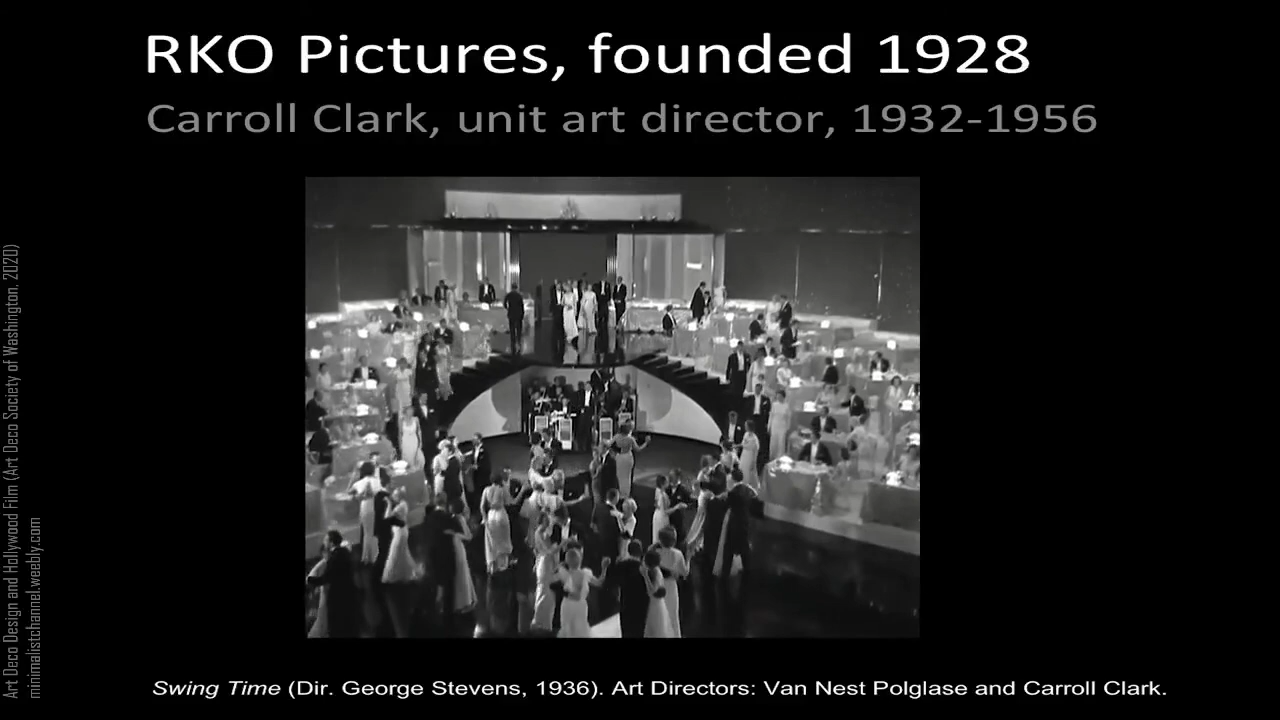 RKO Pictures, founded 1928
Carroll Clark, unit art director, 1932-1956
Swing Time (Dir. George Stevens, 1936). Art Directors: Van Nest Polglase and Carroll Clark.
Art Deco Design and Hollywood Film (Art Deco Society of Washington, 2020)
minimalistchannel.weebly.com